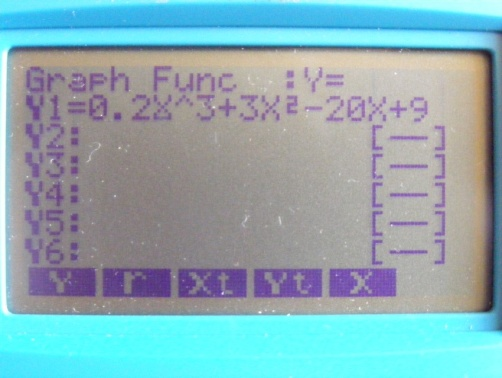 Graph Func :Y=
Y1=0.2X^3+3X²-20X+9
Y2: [—]
Y3: [—]
Y4: [—]
Y5: [—]
Y6: [—]
Y r Xt Yt X